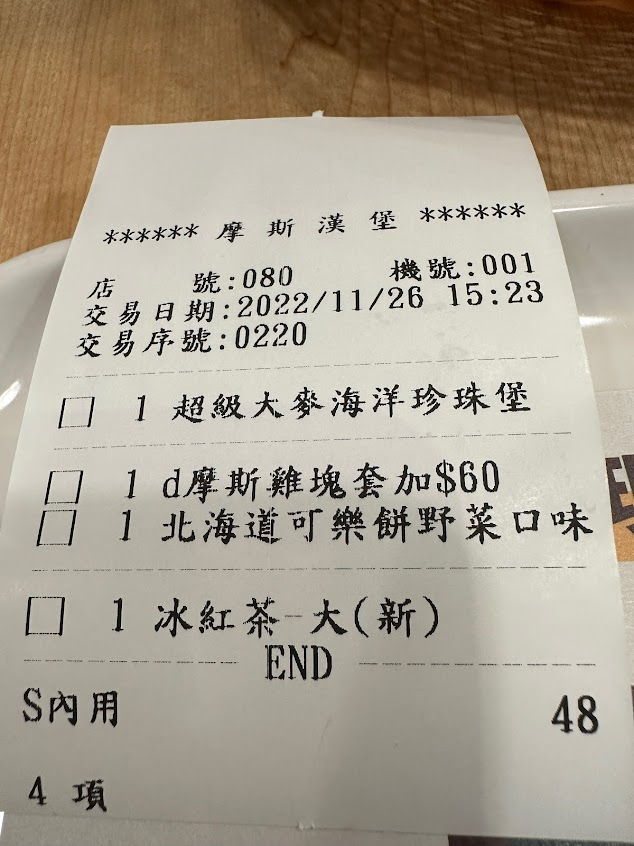 ****** 摩斯漢堡 ******
店 號:080 機號:001
交易日期:2022/11/26 15:23
交易序號:0220
□ 1 超級大麥海洋珍珠堡
□ 1 d摩斯雞塊套加$60
□ 1 北海道可樂餅野菜口味
□ 1 冰紅茶-大(新)
END
S內用 48
4 項